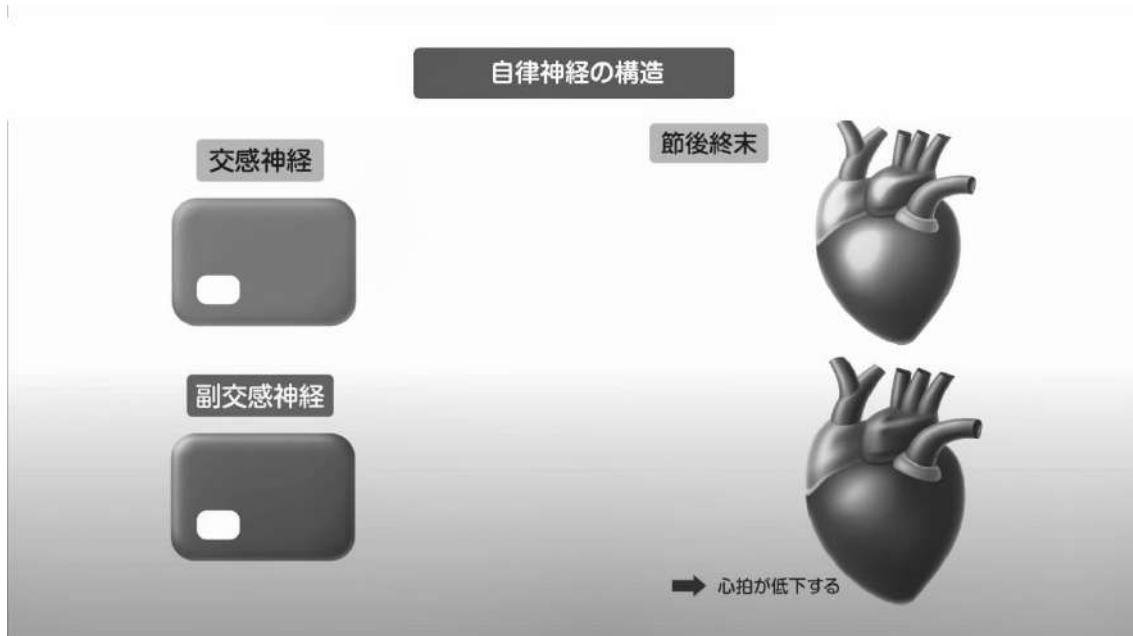 自律神経の構造
交感神経
節後終末
副交感神経
心拍が低下する